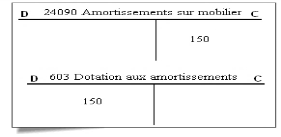 D 24090 Amortissements sur mobilier C
150
D 603 Dotation aux amortissements C
150